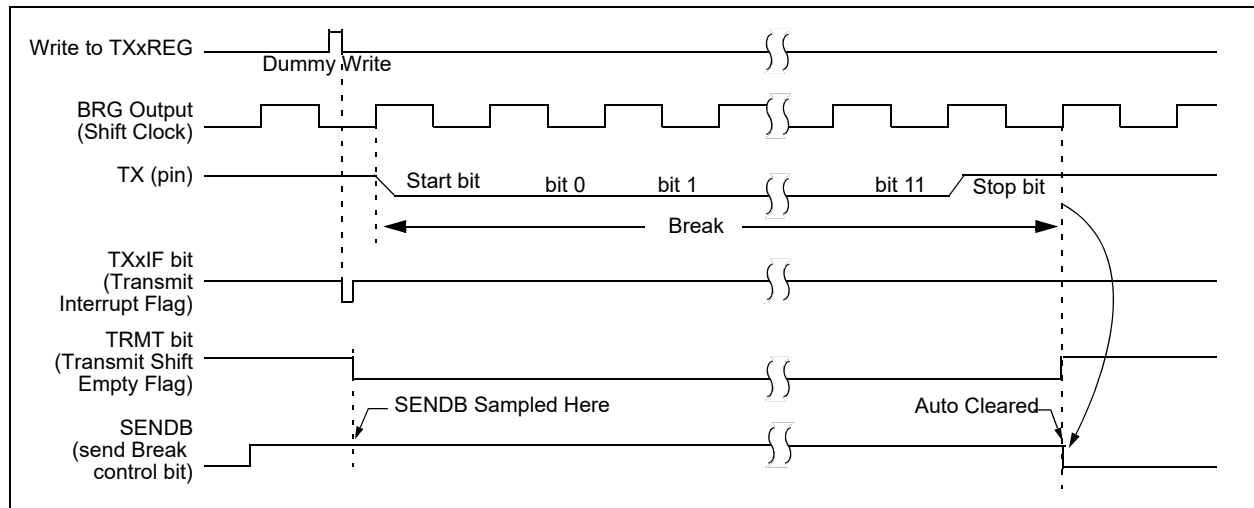 Write to TXxREG
Dummy Write
BRG Output
(Shift Clock)
TX (pin)
Start bit
bit 0
bit 1
bit 11
Stop bit
Break
TXxIF bit
(Transmit
Interrupt Flag)
TRMT bit
(Transmit Shift
Empty Flag)
SENDB Sampled Here
Auto Cleared
SENDB
(send Break
control bit)